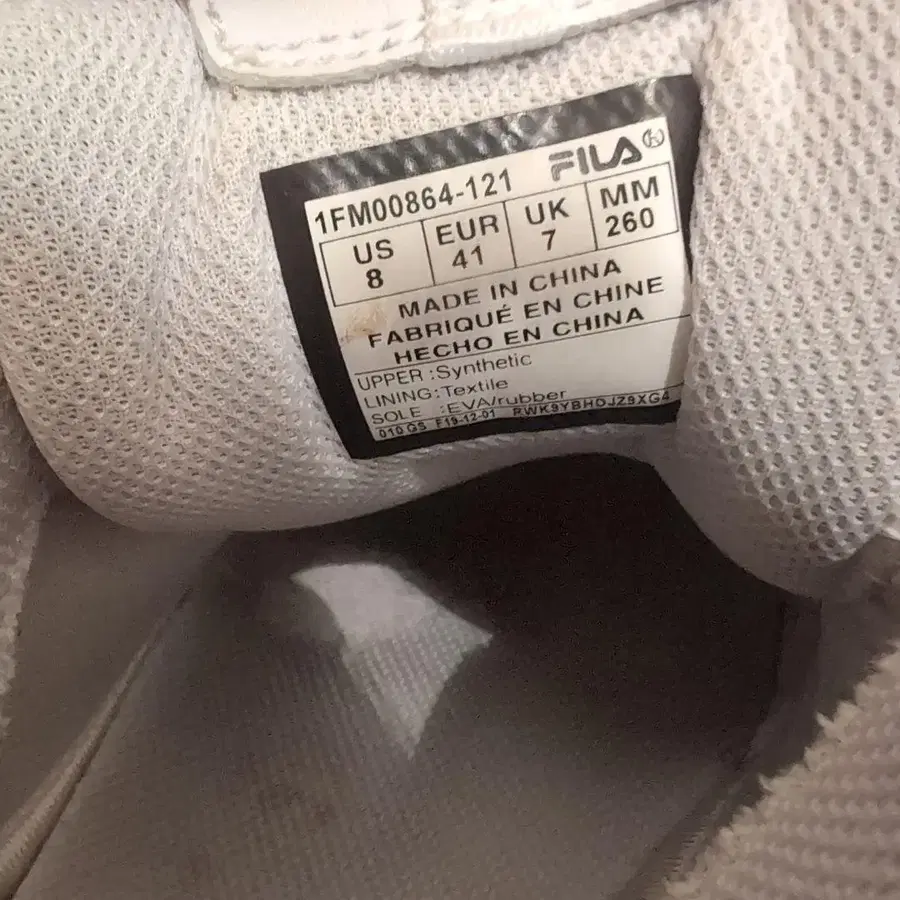 FILA
1FM00864-121
US EUR UK MM
8 41 7 260
MADE IN CHINA
FABRIQUÉ EN CHINE
HECHO EN CHINA
UPPER :Synthetic
LINING:Textile
SOLE :EVA/rubber
010 GS F19-12-01 RWK9YBHDJZ9XG4